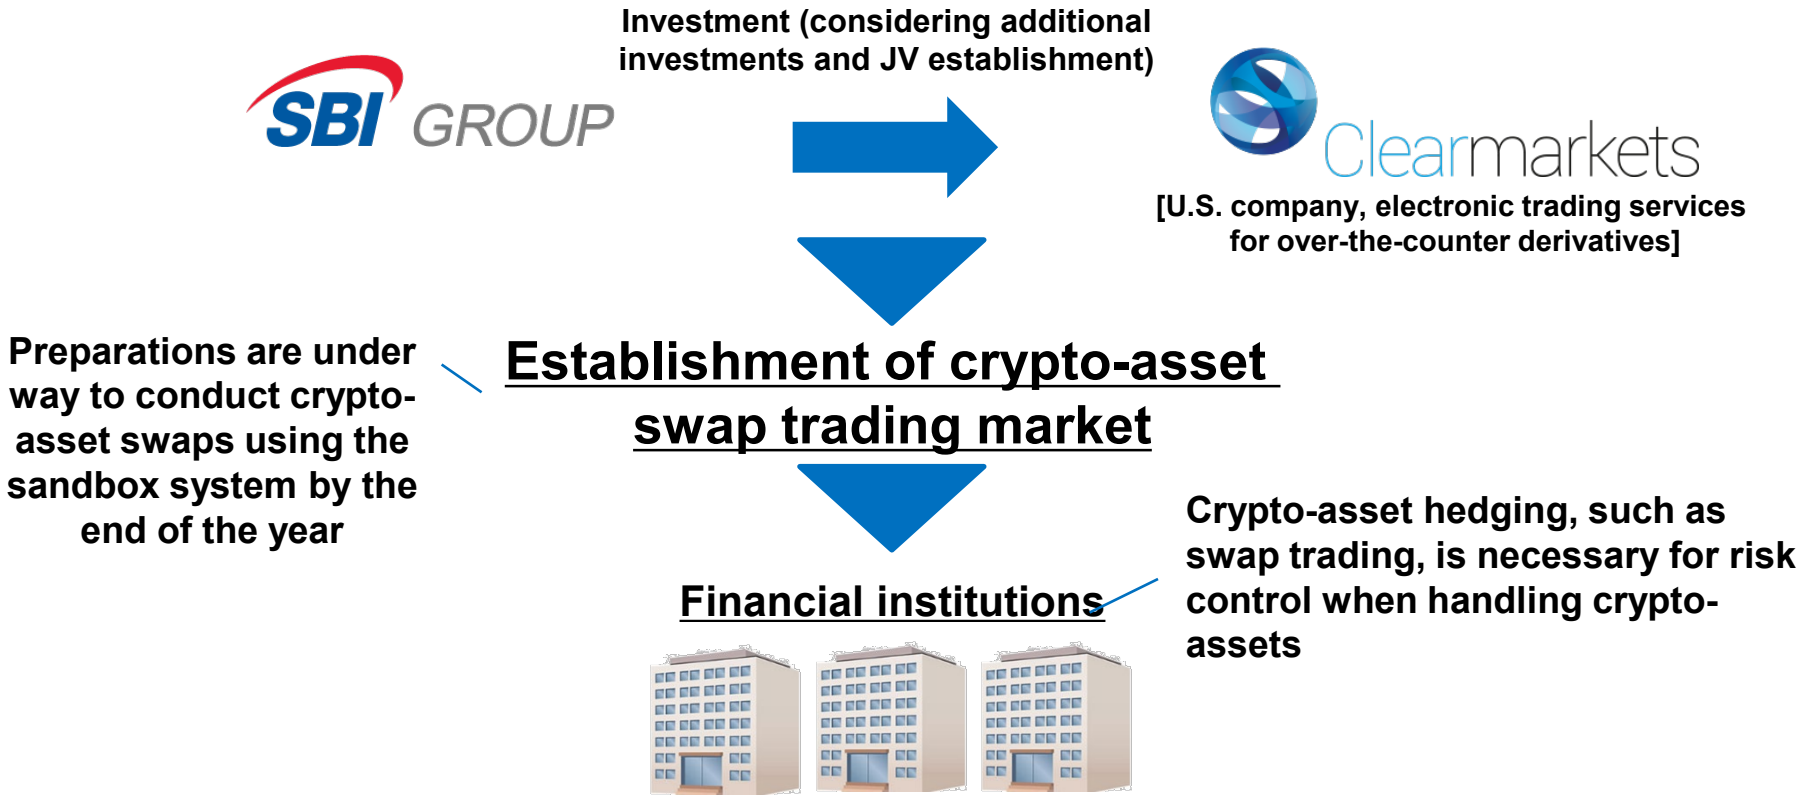 Investment (considering additional
investments and JV establishment)
SBI GROUP
Clearmarkets
[U.S. company, electronic trading services
for over-the-counter derivatives]
Preparations are under
way to conduct crypto-
asset swaps using the
sandbox system by the
end of the year
Establishment of crypto-asset
swap trading market
Crypto-asset hedging, such as
swap trading, is necessary for risk
control when handling crypto-
assets
Financial institutions